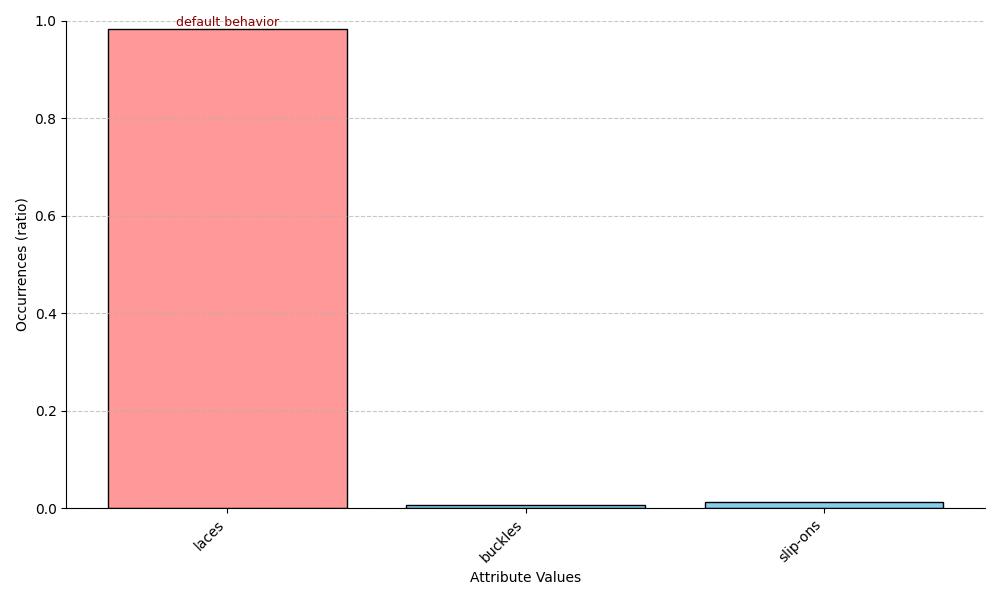 default behavior
1.0
0.8
0.6
0.4
0.2
0.0
Occurrences (ratio)
laces
buckles
slip-ons
Attribute Values